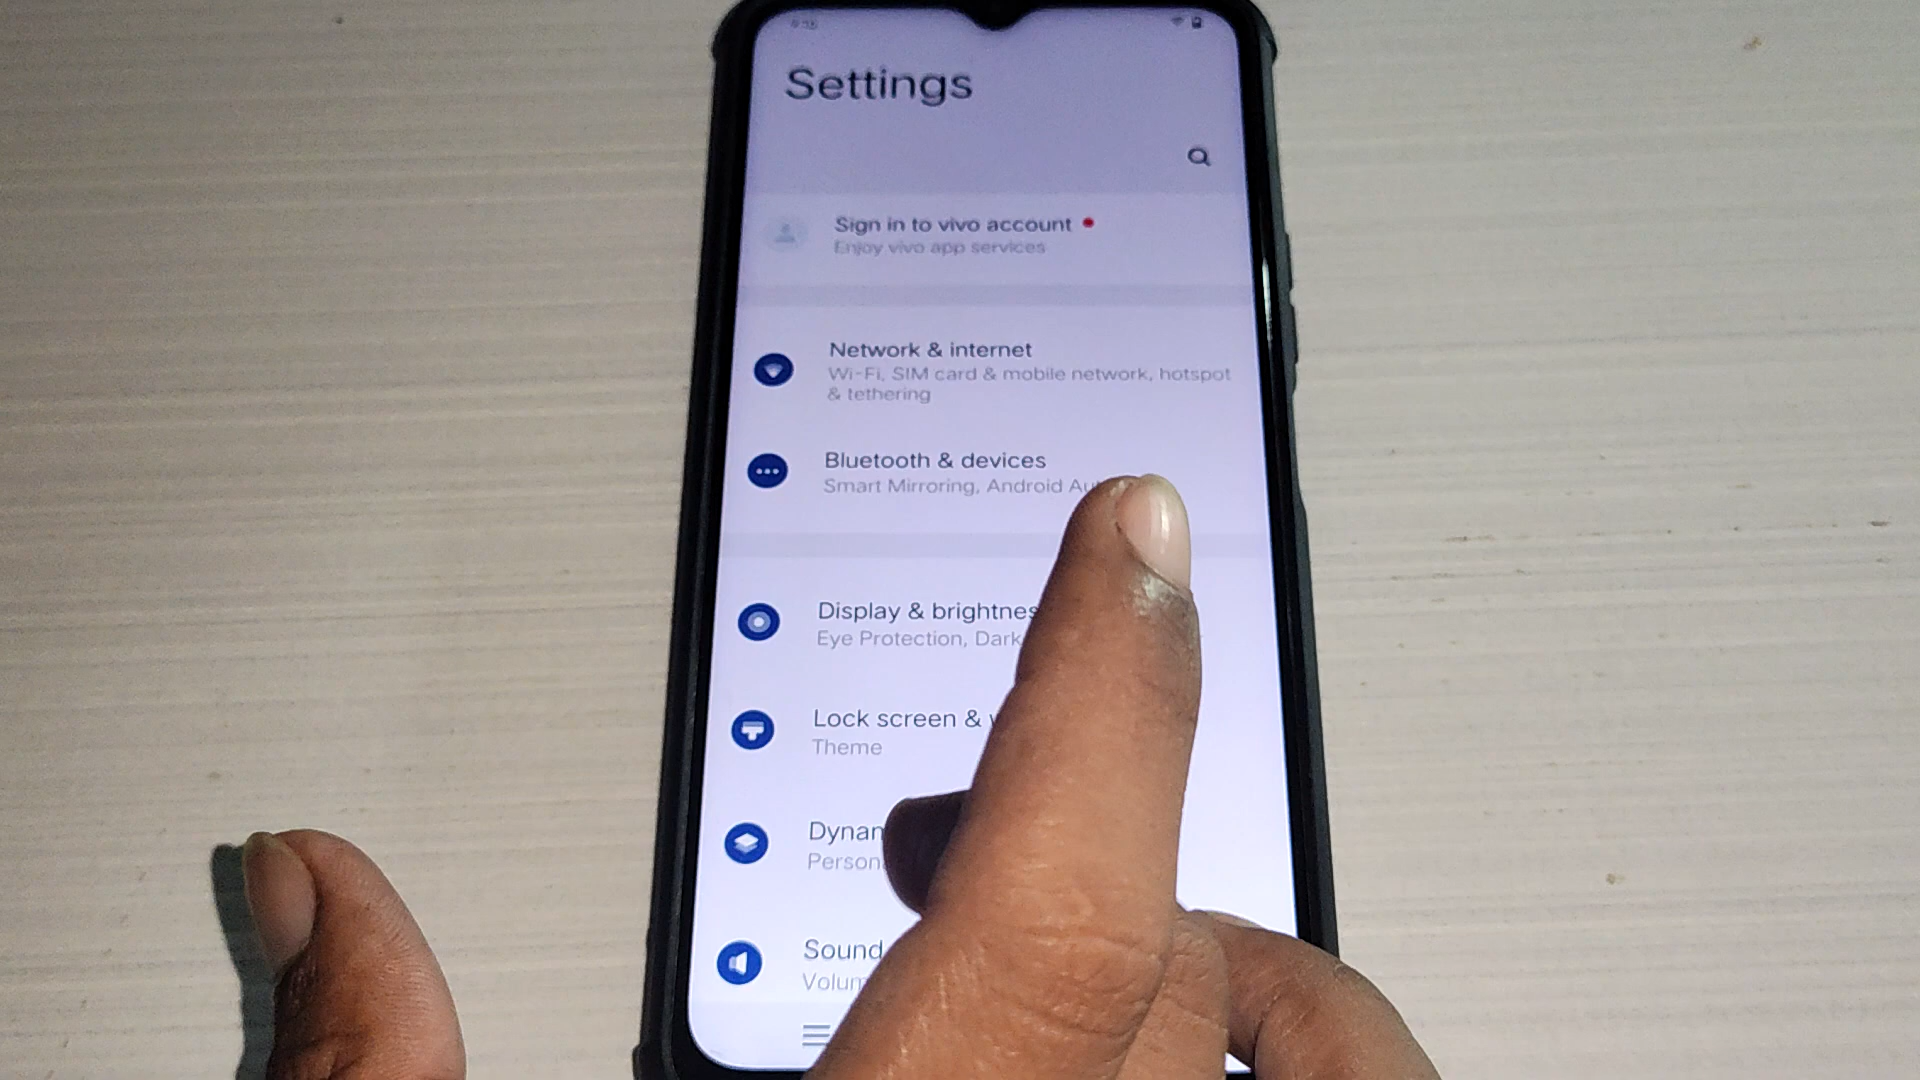 Settings
Sign in to vivo account
Enjoy vivo app services
Network & internet
Wi-Fi, SIM card & mobile network, hotspot
& tethering
Bluetooth & devices
Smart Mirroring, Android
Display & brightnes
Eye Protection, Dark
Lock screen &
Theme
Dynam
Person
Sound
Volum